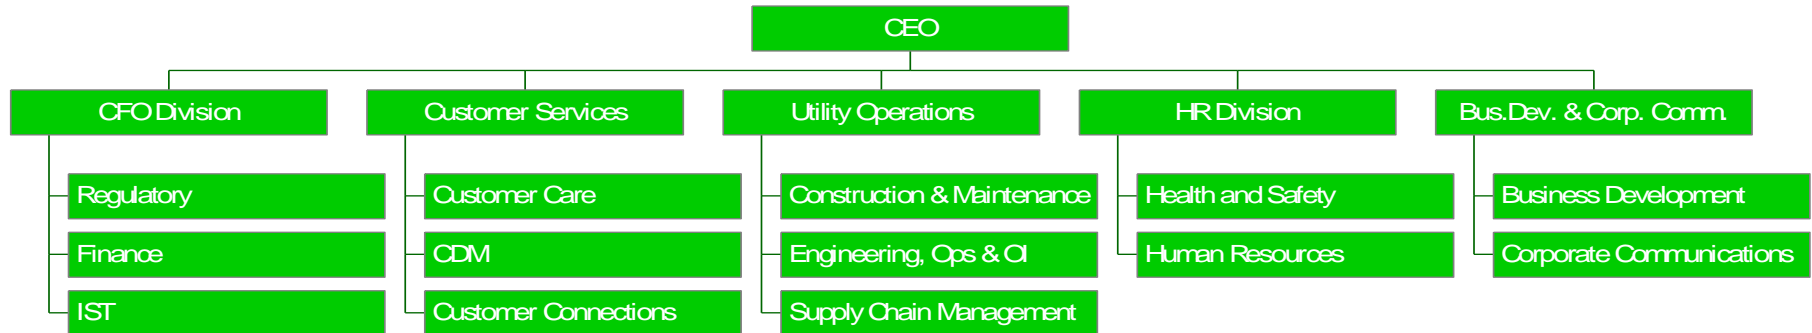 CEO
CFO Division
Customer Services
Utility Operations
HR Division
Bus.Dev. & Corp. Comm.
Regulatory
Customer Care
Construction & Maintenance
Health and Safety
Business Development
Finance
CDM
Engineering, Ops & OI
Human Resources
Corporate Communications
IST
Customer Connections
Supply Chain Management